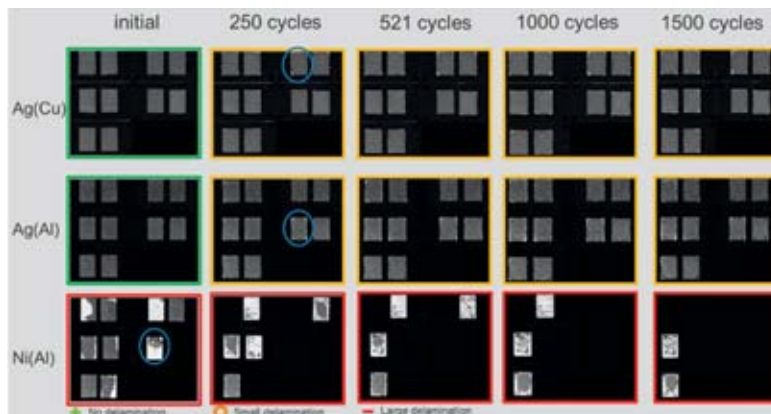 initial 250 cycles 521 cycles 1000 cycles 1500 cycles
Ag(Cu)
Ag(Al)
Ni(Al)
No delamination Small delamination Large delamination